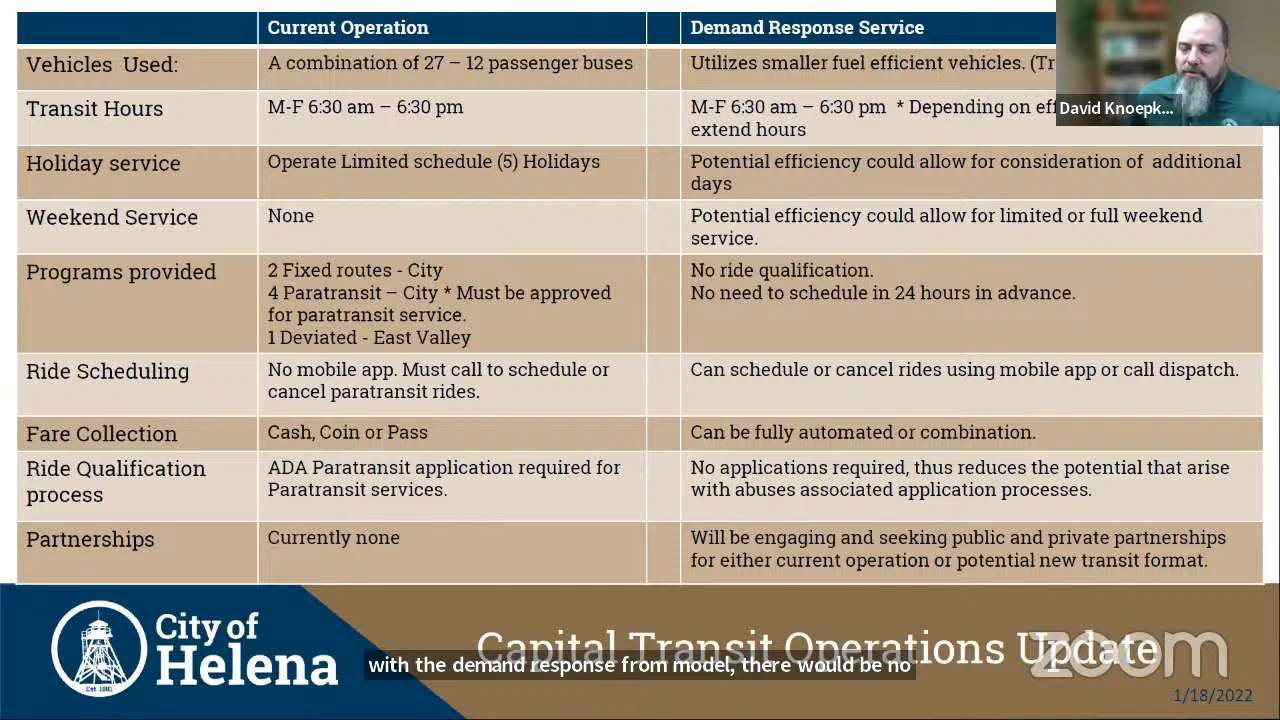 Current Operation
Demand Response Service
Vehicles Used:
A combination of 27 – 12 passenger buses
Utilizes smaller fuel efficient vehicles.
Transit Hours
M-F 6:30 am – 6:30 pm
M-F 6:30 am – 6:30 pm * Depending on
extend hours
Holiday service
Operate Limited schedule (5) Holidays
Potential efficiency could allow for consideration of additional
days
Weekend Service
None
Potential efficiency could allow for limited or full weekend
service.
Programs provided
2 Fixed routes - City
4 Paratransit – City * Must be approved
for paratransit service.
1 Deviated - East Valley
No ride qualification.
No need to schedule in 24 hours in advance.
Ride Scheduling
No mobile app. Must call to schedule or
cancel paratransit rides.
Can schedule or cancel rides using mobile app or call dispatch.
Fare Collection
Cash, Coin or Pass
Can be fully automated or combination.
Ride Qualification
process
ADA Paratransit application required for
Paratransit services.
No applications required, thus reduces the potential that arise
with abuses associated application processes.
Partnerships
Currently none
Will be engaging and seeking public and private partnerships
for either current operation or potential new transit format.
David Knoepk...
City of
Helena
Est. 1881
Capital Transit Operations Update
with the demand response from model, there would be no
zoom
1/18/2022